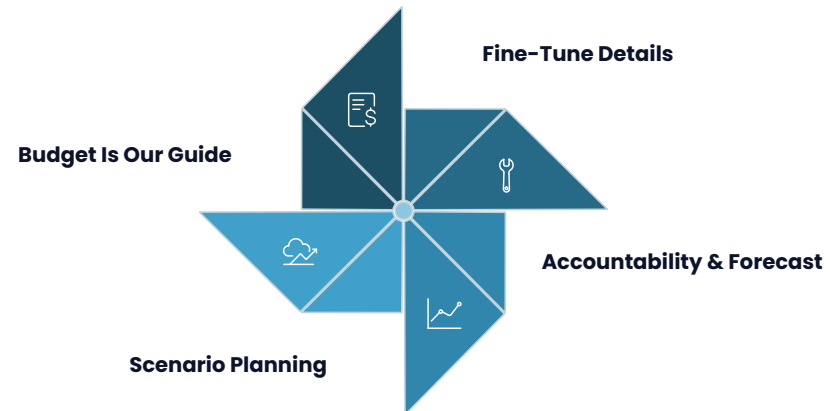 Fine-Tune Details
Budget Is Our Guide
Accountability & Forecast
Scenario Planning